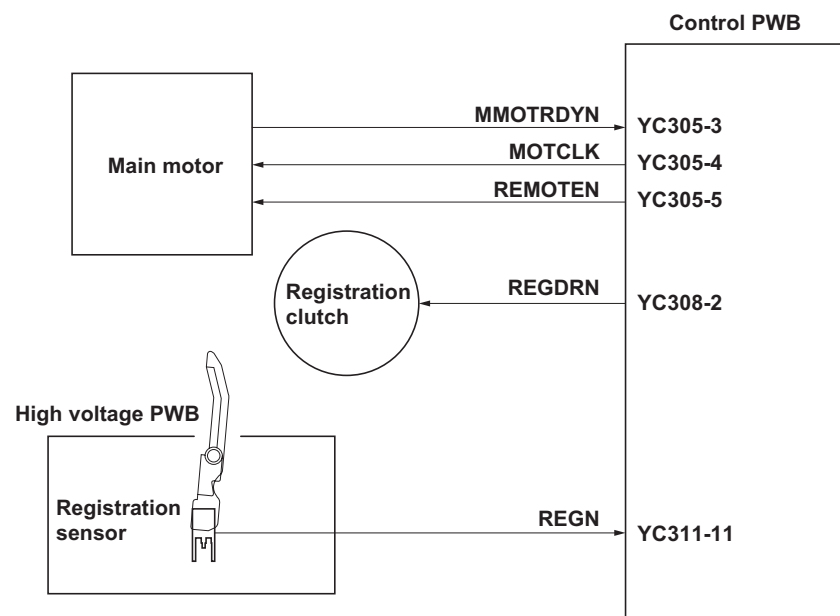 Control PWB
MMOTRDYN
YC305-3
Main motor
MOTCLK
YC305-4
REMOTEN
YC305-5
Registration
clutch
REGDRN
YC308-2
High voltage PWB
Registration
sensor
REGN
YC311-11